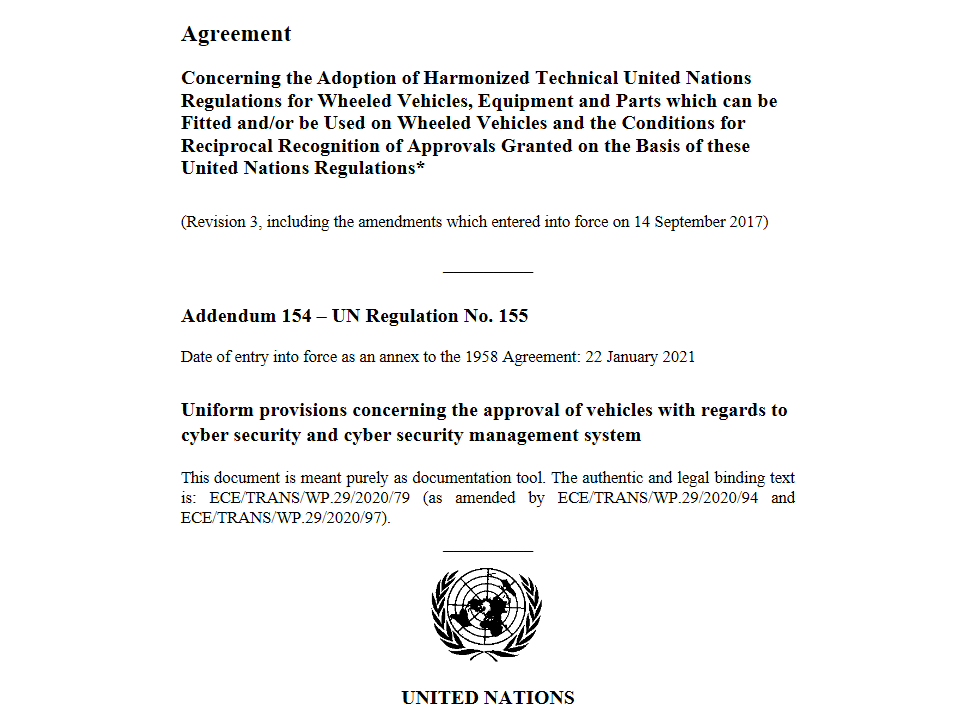 Agreement
Concerning the Adoption of Harmonized Technical United Nations
Regulations for Wheeled Vehicles, Equipment and Parts which can be
Fitted and/or be Used on Wheeled Vehicles and the Conditions for
Reciprocal Recognition of Approvals Granted on the Basis of these
United Nations Regulations*
(Revision 3, including the amendments which entered into force on 14 September 2017)
Addendum 154 – UN Regulation No. 155
Date of entry into force as an annex to the 1958 Agreement: 22 January 2021
Uniform provisions concerning the approval of vehicles with regards to
cyber security and cyber security management system
This document is meant purely as documentation tool. The authentic and legal binding text
is: ECE/TRANS/WP.29/2020/79 (as amended by ECE/TRANS/WP.29/2020/94 and
ECE/TRANS/WP.29/2020/97).
UNITED NATIONS